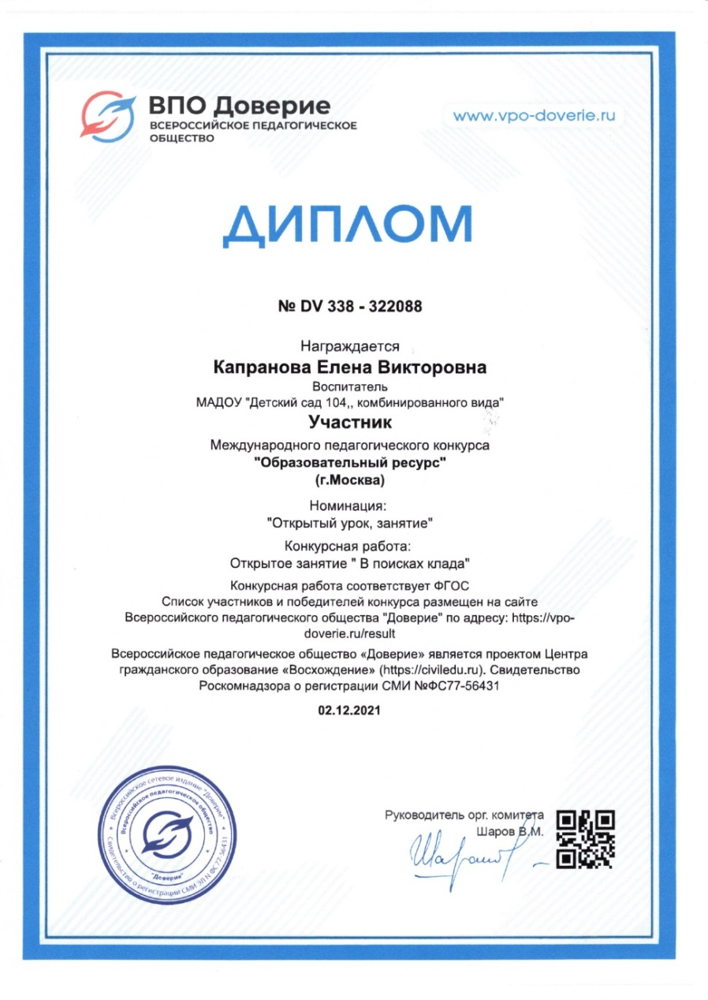 ВПО Доверие
ВСЕРОССИЙСКОЕ ПЕДАГОГИЧЕСКОЕ
ОБЩЕСТВО
www.vpo-doverie.ru
ДИПЛОМ
№ DV 338 - 322088
Награждается
Капранова Елена Викторовна
Воспитатель
МАДОУ "Детский сад 104,, комбинированного вида"
Участник
Международного педагогического конкурса
"Образовательный ресурс"
(г.Москва)
Номинация:
"Открытый урок, занятие"
Конкурсная работа:
Открытое занятие " В поисках клада"
Конкурсная работа соответствует ФГОС
Список участников и победителей конкурса размещен на сайте
Всероссийского педагогического общества "Доверие" по адресу: https://vpo-
doverie.ru/result
Всероссийское педагогическое общество «Доверие» является проектом Центра
гражданского образование «Восхождение» (https://civiledu.ru). Свидетельство
Роскомнадзора о регистрации СМИ №ФС77-56431
02.12.2021
Всероссийское сетевое издание "Доверие"
Свидетельство о регистрации СМИ ЭЛ N ФС 77-56431
Всероссийское педагогическое общество
"Доверие"
Руководитель орг. комитета
Шаров В.М.